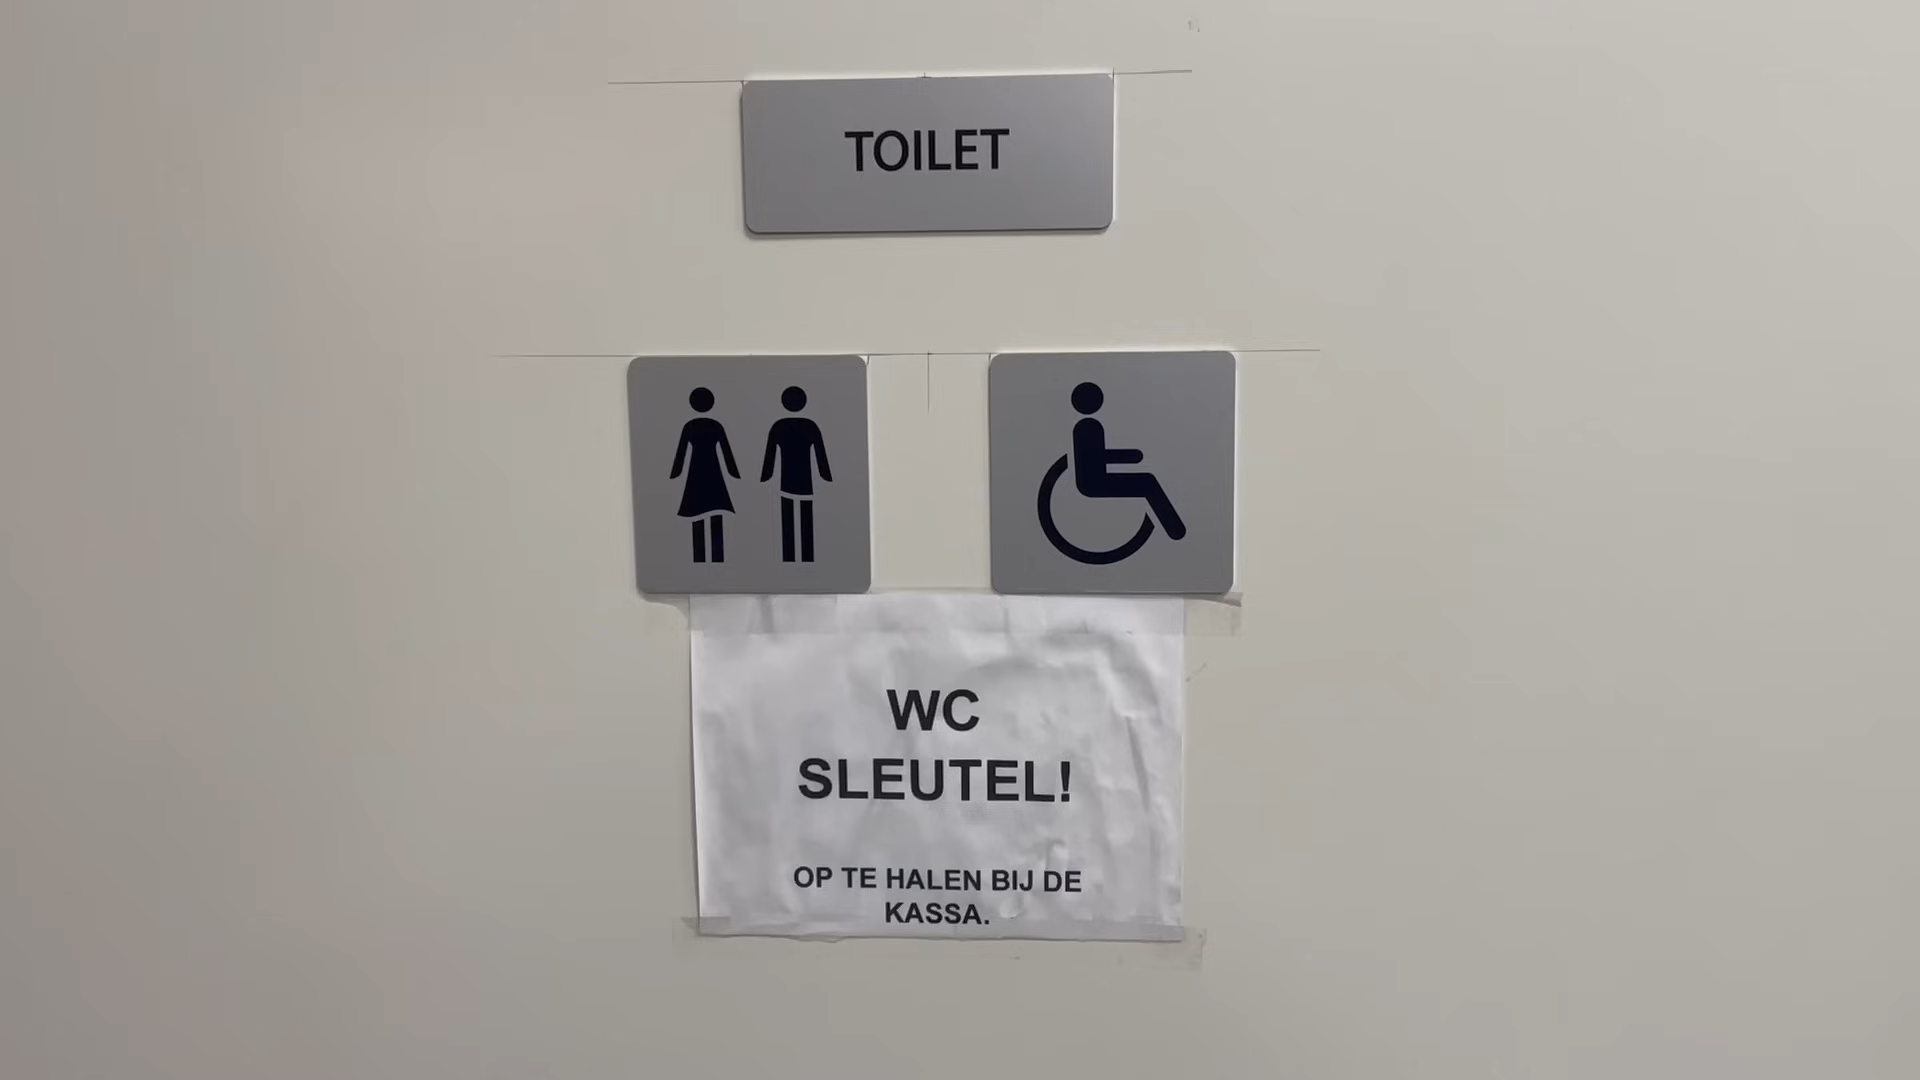 TOILET
WC
SLEUTEL!
OP TE HALEN BIJ DE
KASSA.